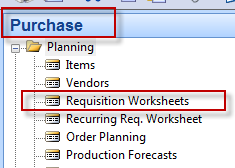 Purchase
Planning
Items
Vendors
Requisition Worksheets
Recurring Req. Worksheet
Order Planning
Production Forecasts